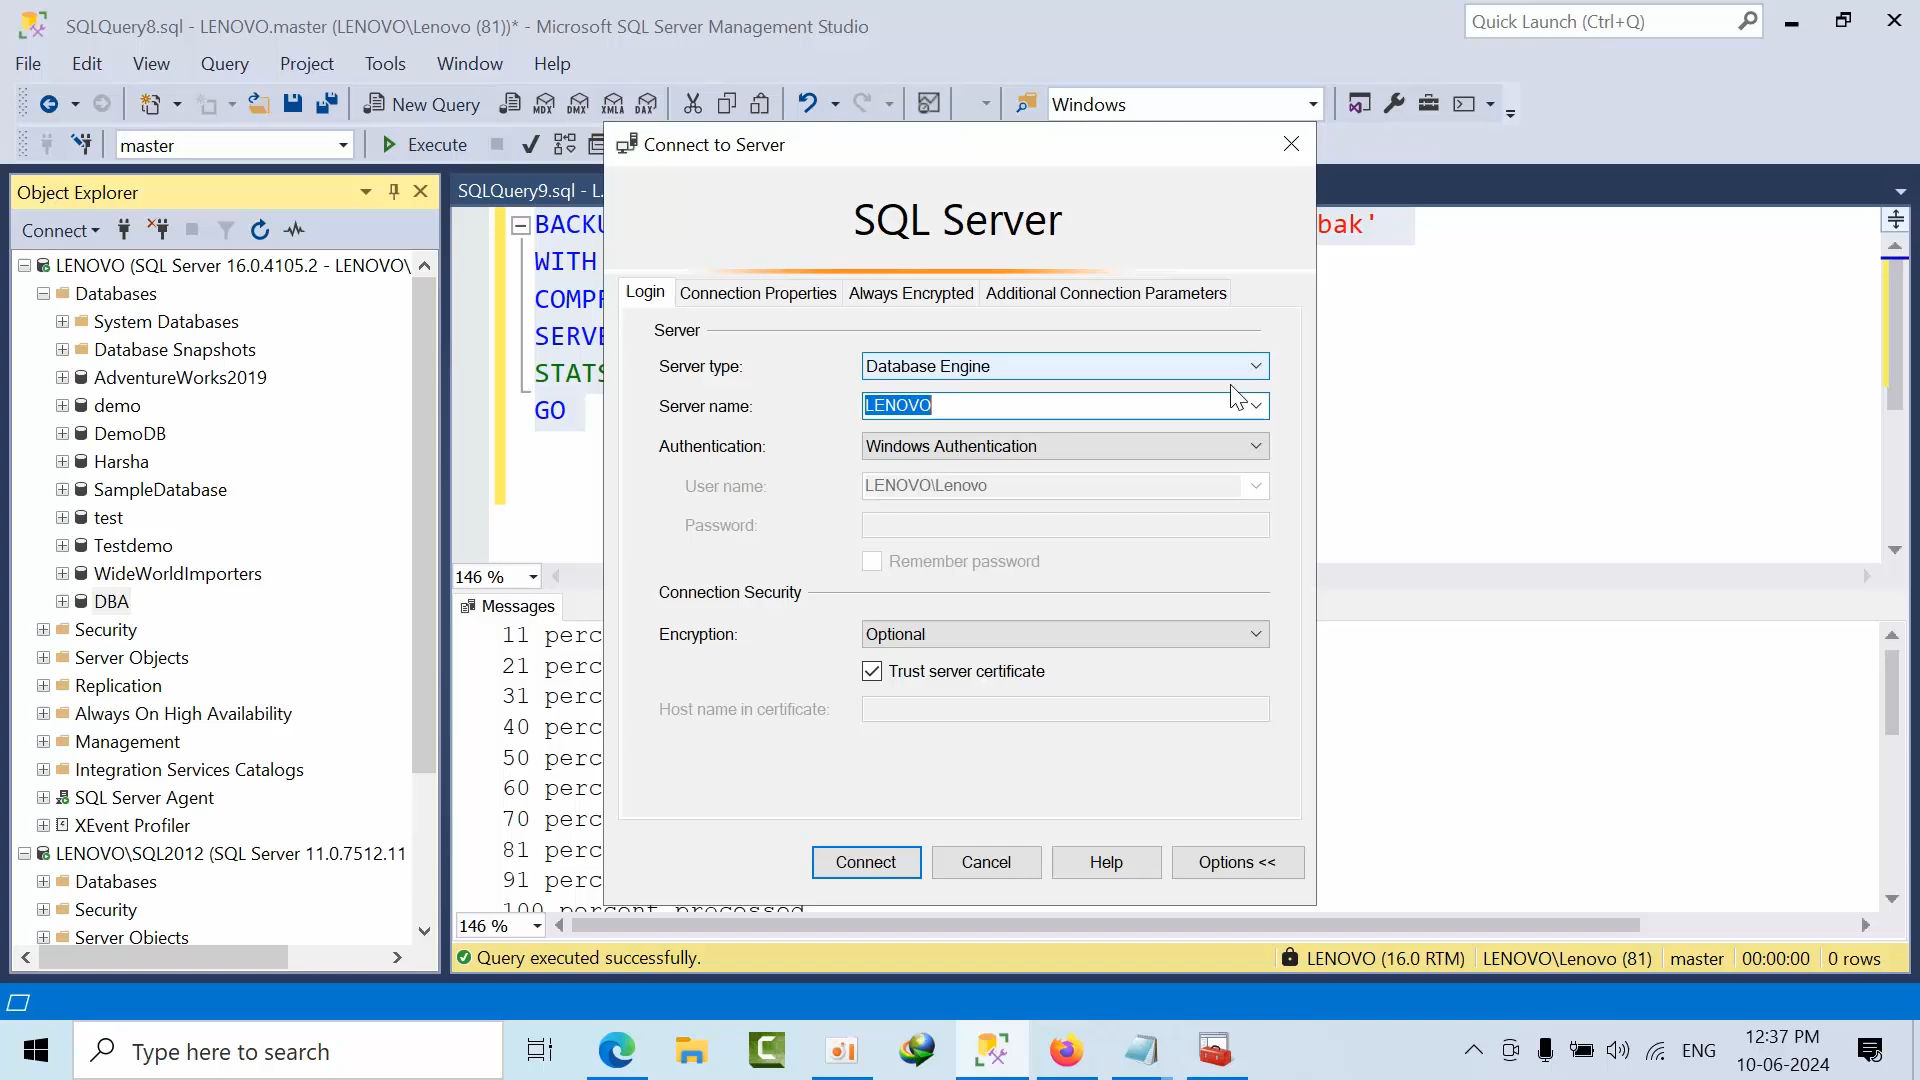 SQLQuery8.sql - LENOVO.master (LENOVO\Lenovo (81))* - Microsoft SQL Server Management Studio
Quick Launch (Ctrl+Q)
File Edit View Query Project Tools Window Help
New Query
MDX DMX XMLA DAX
Windows
master
Execute
Object Explorer
Connect
LENOVO (SQL Server 16.0.4105.2 - LENOVO\
Databases
System Databases
Database Snapshots
AdventureWorks2019
demo
DemoDB
Harsha
SampleDatabase
test
Testdemo
WideWorldImporters
DBA
Security
Server Objects
Replication
Always On High Availability
Management
Integration Services Catalogs
SQL Server Agent
XEvent Profiler
LENOVO\SQL2012 (SQL Server 11.0.7512.11
Databases
Security
Server Objects
SQLQuery9.sql - L
BACKU
bak'
WITH
COMPR
SERVE
STATS
GO
146 %
Messages
11 perc
21 perc
31 perc
40 perc
50 perc
60 perc
70 perc
81 perc
91 perc
100 percent processed
146 %
Connect to Server
SQL Server
Login Connection Properties Always Encrypted Additional Connection Parameters
Server
Server type: Database Engine
Server name: LENOVO
Authentication: Windows Authentication
User name: LENOVO\Lenovo
Password:
Remember password
Connection Security
Encryption: Optional
Trust server certificate
Host name in certificate:
Connect Cancel Help Options <<
Query executed successfully.
LENOVO (16.0 RTM) LENOVO\Lenovo (81) master 00:00:00 0 rows
Type here to search
ENG
12:37 PM
10-06-2024